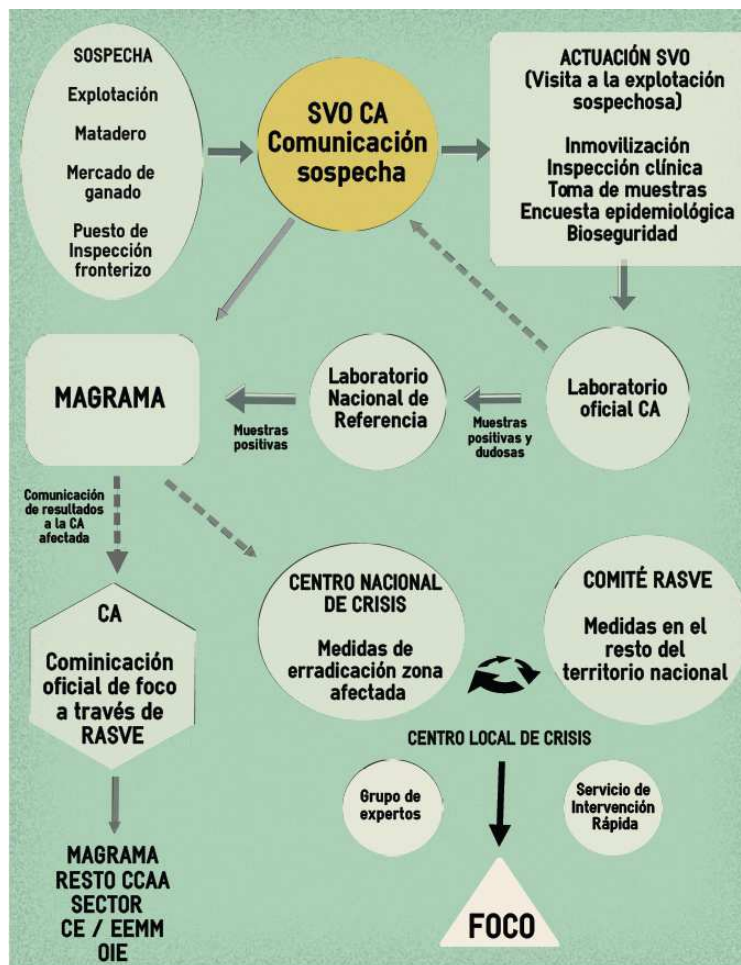 SOSPECHA
Explotación
Matadero
Mercado de
ganado
Puesto de
Inspección
fronterizo
SVO CA
Comunicación
sospecha
ACTUACIÓN SVO
(Visita a la explotación
sospechosa)
Inmovilización
Inspección clínica
Toma de muestras
Encuesta epidemiológica
Bioseguridad
MAGRAMA
Muestras
positivas
Laboratorio
Nacional de
Referencia
Muestras
positivas y
dudosas
Laboratorio
oficial CA
Comunicación
de resultados
a la CA
afectada
CA
Cominicación
oficial de foco
a través de
RASVE
CENTRO NACIONAL
DE CRISIS
Medidas de
erradicación zona
afectada
COMITÉ RASVE
Medidas en el
resto del
territorio nacional
CENTRO LOCAL DE CRISIS
Grupo de
expertos
Servicio de
Intervención
Rápida
MAGRAMA
RESTO CCAA
SECTOR
CE / EEMM
OIE
FOCO